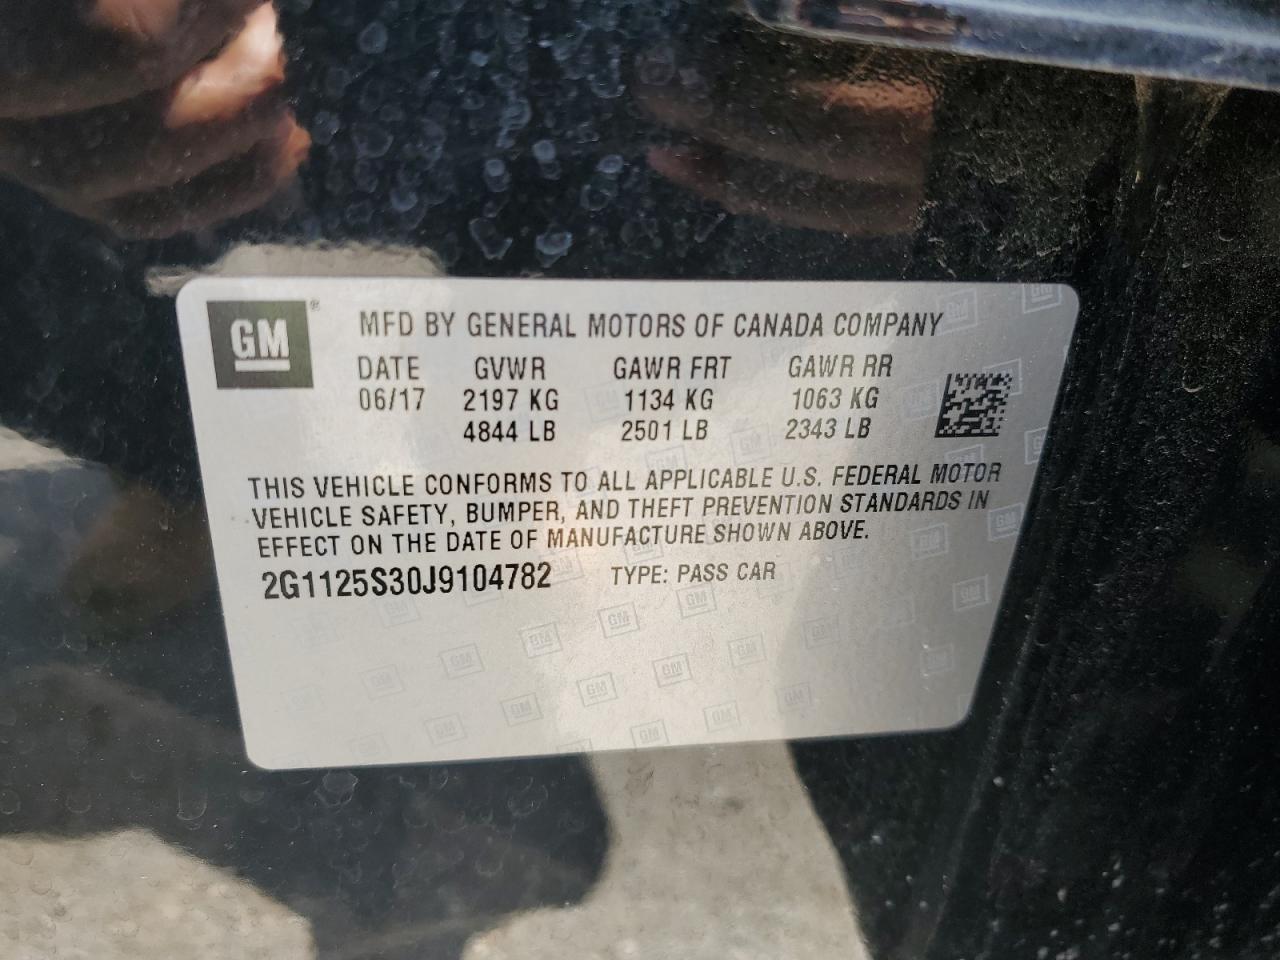 GM®
MFD BY GENERAL MOTORS OF CANADA COMPANY
DATE GVWR GAWR FRT GAWR RR
06/17 2197 KG 1134 KG 1063 KG
4844 LB 2501 LB 2343 LB
THIS VEHICLE CONFORMS TO ALL APPLICABLE U.S. FEDERAL MOTOR
VEHICLE SAFETY, BUMPER, AND THEFT PREVENTION STANDARDS IN
EFFECT ON THE DATE OF MANUFACTURE SHOWN ABOVE.
2G1125S30J9104782 TYPE: PASS CAR